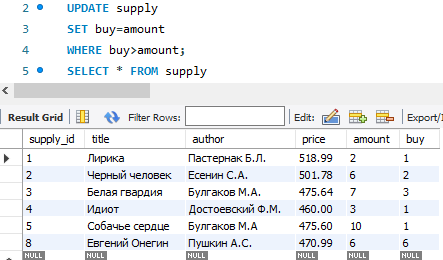 2 UPDATE supply
3 SET buy=amount
4 WHERE buy>amount;
5 SELECT * FROM supply
Result Grid Filter Rows: Edit: Export/I
supply_id title author price amount buy
1 Лирика Пастернак Б.Л. 518.99 2 1
2 Черный человек Есенин С.А. 501.78 6 2
3 Белая гвардия Булгаков М.А. 475.64 7 3
4 Идиот Достоевский Ф.М. 460.00 3 1
5 Собачье сердце Булгаков М.А 475.60 10 1
8 Евгений Онегин Пушкин А.С. 470.99 6 6
NULL NULL NULL NULL NULL NULL